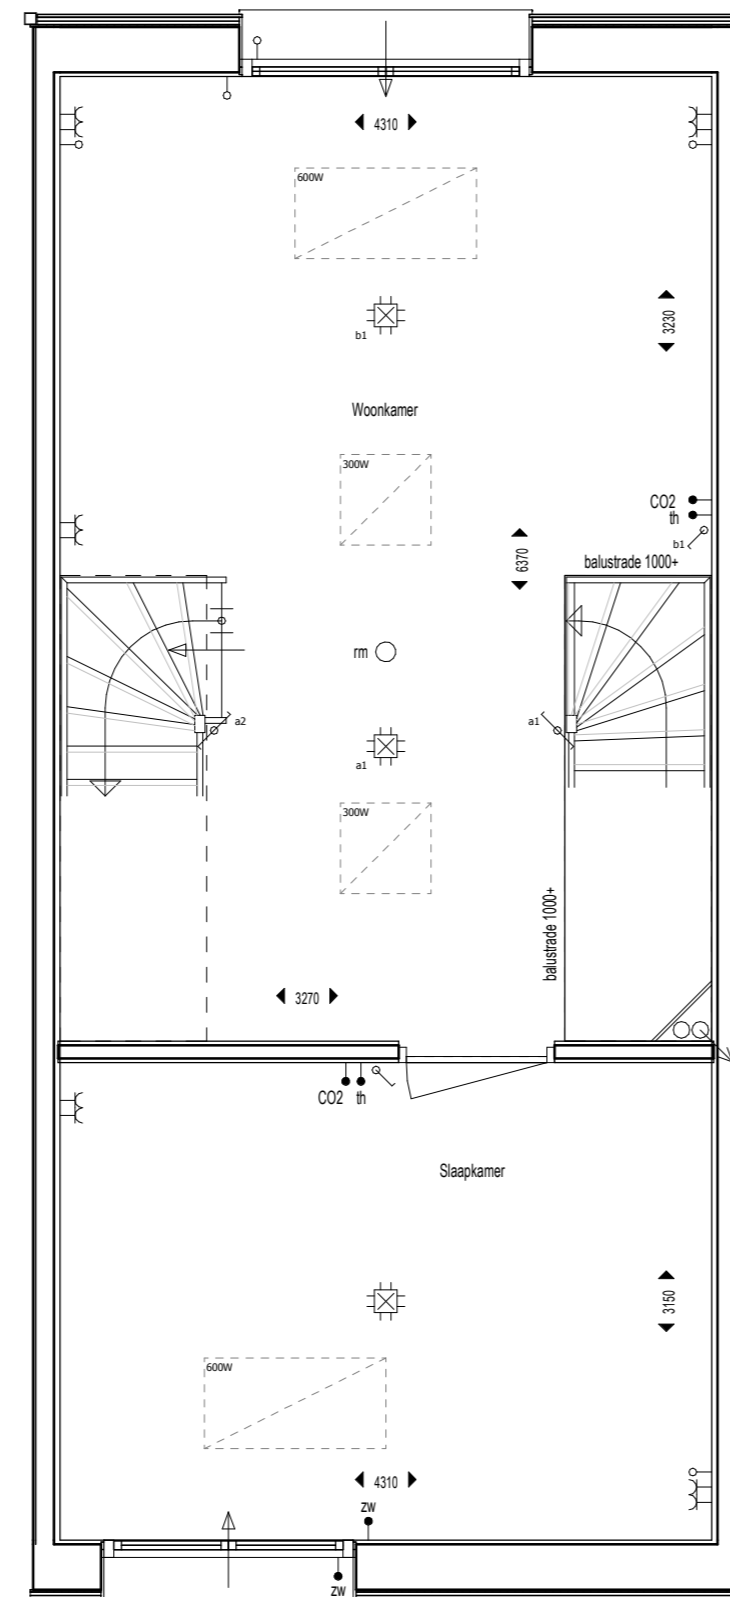 4310
600W
3230
b1
Woonkamer
300W
CO2
th
b1
6370
balustrade 1000+
rm
a2
a1
a1
300W
balustrade 1000+
3270
CO2 th
Slaapkamer
3150
600W
4310
zw
zw